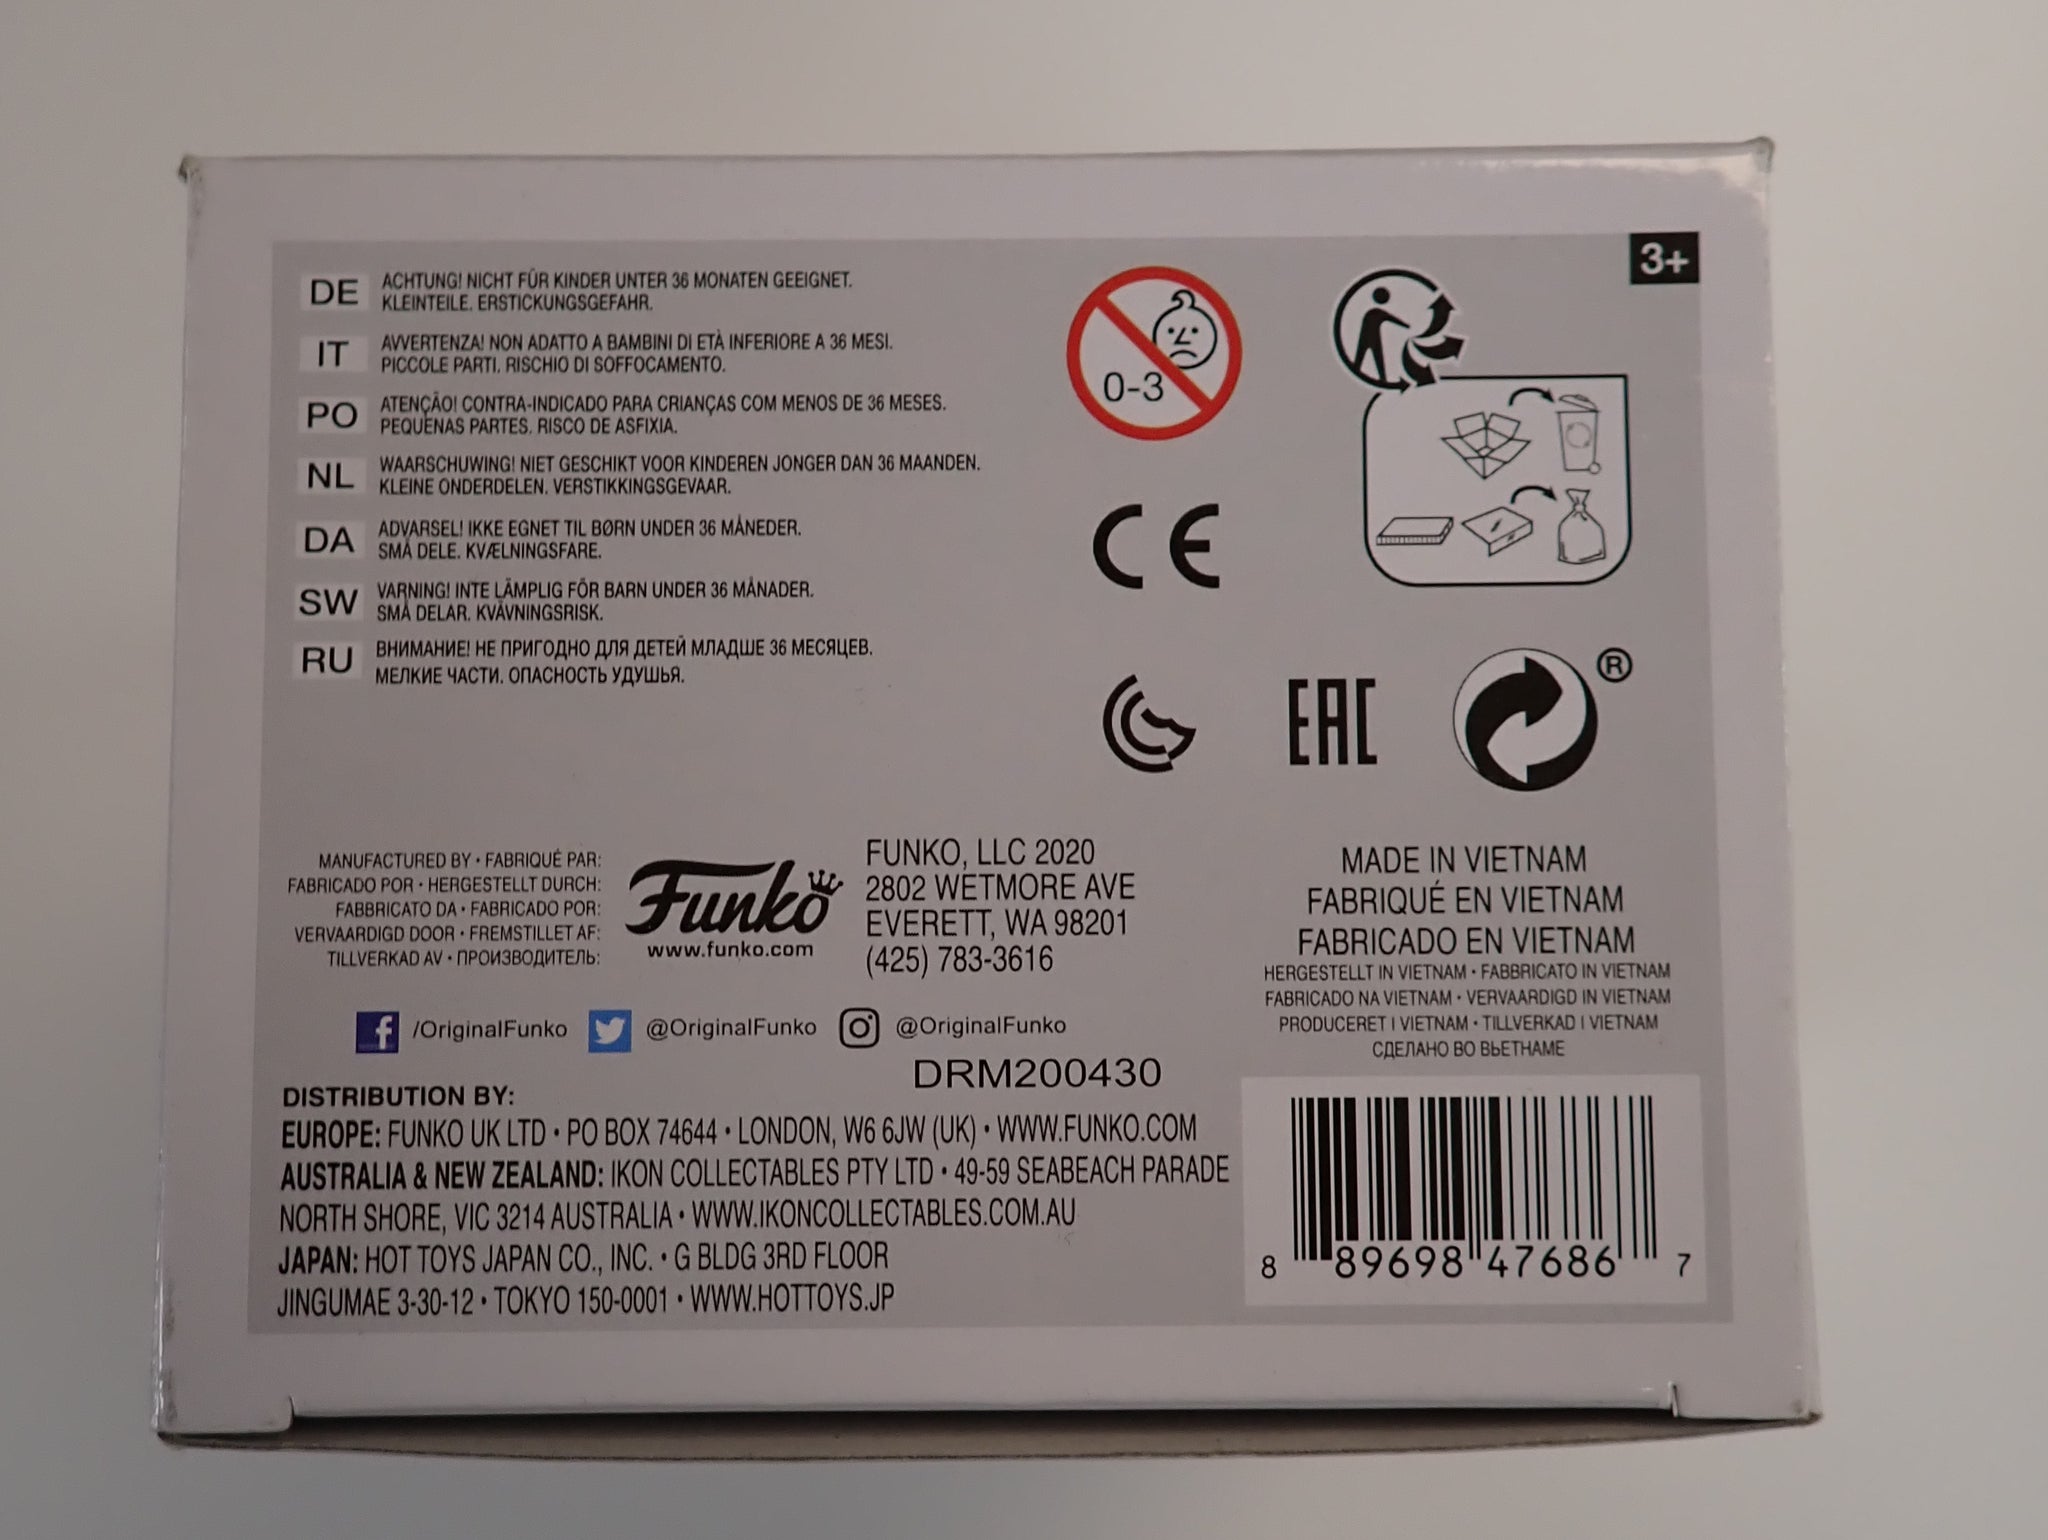 3+
DE
ACHTUNG! NICHT FÜR KINDER UNTER 36 MONATEN GEEIGNET.
KLEINTEILE. ERSTICKUNGSGEFAHR.
IT
AVVERTENZA! NON ADATTO A BAMBINI DI ETÀ INFERIORE A 36 MESI.
PICCOLE PARTI. RISCHIO DI SOFFOCAMENTO.
PO
ATENÇÃO! CONTRA-INDICADO PARA CRIANÇAS COM MENOS DE 36 MESES.
PEQUENAS PARTES. RISCO DE ASFIXIA.
NL
WAARSCHUWING! NIET GESCHIKT VOOR KINDEREN JONGER DAN 36 MAANDEN.
KLEINE ONDERDELEN. VERSTIKKINGSGEVAAR.
DA
ADVARSEL! IKKE EGNET TIL BØRN UNDER 36 MÅNEDER.
SMÅ DELE. KVÆLNINGSFARE.
SW
VARNING! INTE LÄMPLIG FÖR BARN UNDER 36 MÅNADER.
SMÅ DELAR. KVÄVNINGSRISK.
RU
ВНИМАНИЕ! НЕ ПРИГОДНО ДЛЯ ДЕТЕЙ МЛАДШЕ 36 МЕСЯЦЕВ.
МЕЛКИЕ ЧАСТИ. ОПАСНОСТЬ УДУШЬЯ.
0-3
CE
EAC
®
MANUFACTURED BY • FABRIQUÉ PAR:
FABRICADO POR • HERGESTELLT DURCH:
FABBRICATO DA • FABRICADO POR:
VERVAARDIGD DOOR • FREMSTILLET AF:
TILLVERKAD AV • ПРОИЗВОДИТЕЛЬ:
Funko
www.funko.com
FUNKO, LLC 2020
2802 WETMORE AVE
EVERETT, WA 98201
(425) 783-3616
MADE IN VIETNAM
FABRIQUÉ EN VIETNAM
FABRICADO EN VIETNAM
HERGESTELLT IN VIETNAM • FABBRICATO IN VIETNAM
FABRICADO NA VIETNAM • VERVAARDIGD IN VIETNAM
PRODUCERET I VIETNAM • TILLVERKAD I VIETNAM
СДЕЛАНО ВО ВЬЕТНАМЕ
f /OriginalFunko @OriginalFunko @OriginalFunko
DRM200430
DISTRIBUTION BY:
EUROPE: FUNKO UK LTD • PO BOX 74644 • LONDON, W6 6JW (UK) • WWW.FUNKO.COM
AUSTRALIA & NEW ZEALAND: IKON COLLECTABLES PTY LTD • 49-59 SEABEACH PARADE
NORTH SHORE, VIC 3214 AUSTRALIA • WWW.IKONCOLLECTABLES.COM.AU
JAPAN: HOT TOYS JAPAN CO., INC. • G BLDG 3RD FLOOR
JINGUMAE 3-30-12 • TOKYO 150-0001 • WWW.HOTTOYS.JP
8 89698 47686 7